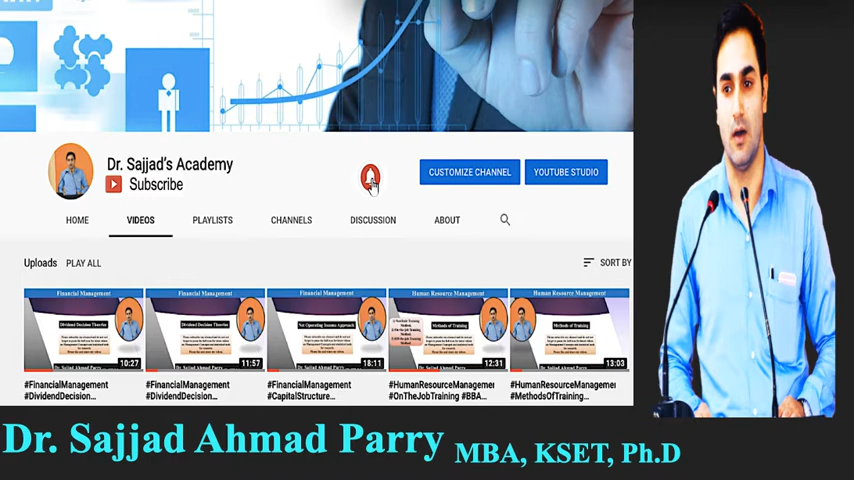 Dr. Sajjad's Academy
Subscribe
CUSTOMIZE CHANNEL
YOUTUBE STUDIO
HOME
VIDEOS
PLAYLISTS
CHANNELS
DISCUSSION
ABOUT
Uploads
PLAY ALL
SORT BY
Financial Management
Financial Management
Financial Management
Human Resource Management
Human Resource Management
Dividend Decision Theories
Dividend Decision Theories
Net Operating Income Approach
Methods of Training
Methods of Training
10:27
11:57
18:11
12:31
13:03
#FinancialManagement
#DividendDecision...
#FinancialManagement
#DividendDecision...
#FinancialManagement
#CapitalStructure...
#HumanResourceManagemen
#OnTheJobTraining #BBA...
#HumanResourceManagemen
#MethodsOfTraining...
Dr. Sajjad Ahmad Parry MBA, KSET, Ph.D